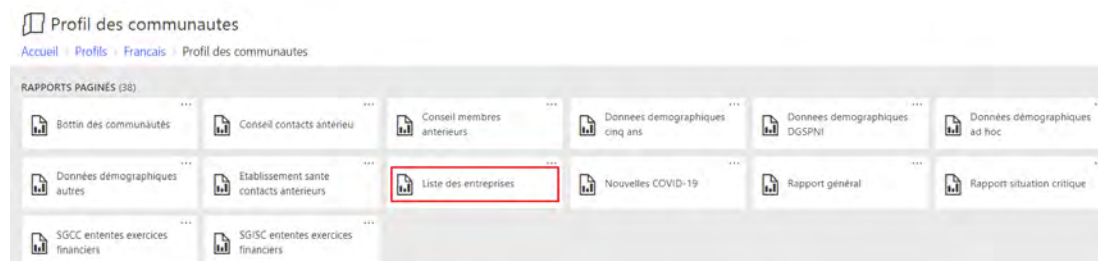 Profil des communautes
Accueil Profils Francais Profil des communautes
RAPPORTS PAGINÉS (38)
Bottin des communautés
Conseil contacts anterieu
Conseil membres
anterieurs
Donnees demographiques
cinq ans
Donnees demographiques
DGSPNI
Données démographiques
ad hoc
Données démographiques
autres
Etablissement sante
contacts antérieurs
Liste des entreprises
Nouvelles COVID-19
Rapport général
Rapport situation critique
SGCC ententes exercices
financiers
SGISC ententes exercices
financiers